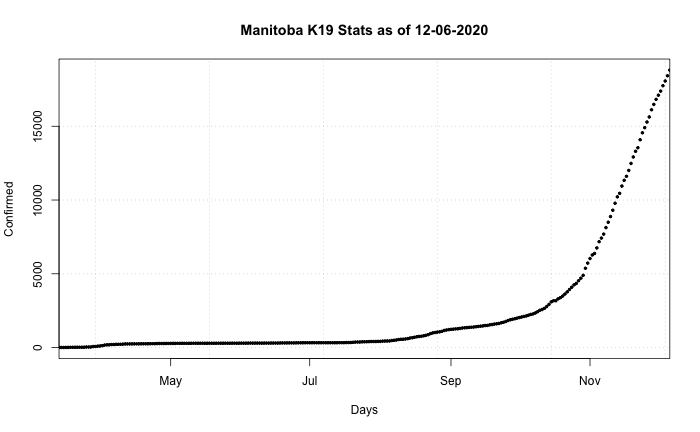 Manitoba K19 Stats as of 12-06-2020
Confirmed
15000
10000
5000
0
May Jul Sep Nov
Days